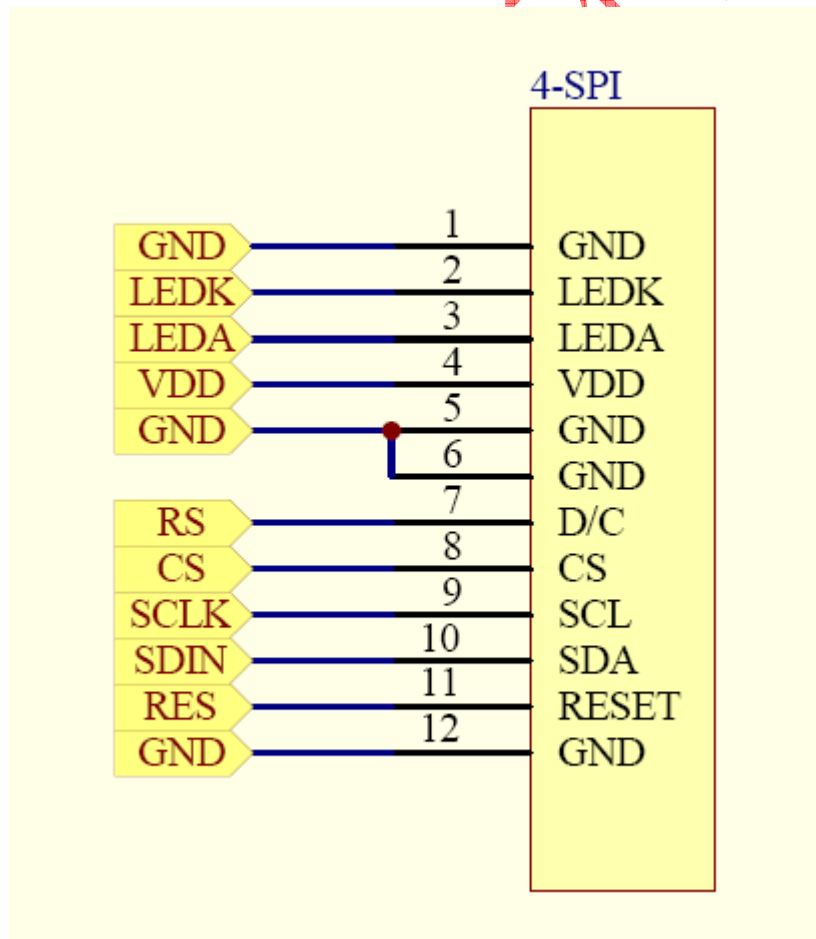 4-SPI
GND 1 GND
LEDK 2 LEDK
LEDA 3 LEDA
VDD 4 VDD
GND 5 GND
6 GND
RS 7 D/C
CS 8 CS
SCLK 9 SCL
SDIN 10 SDA
RES 11 RESET
GND 12 GND